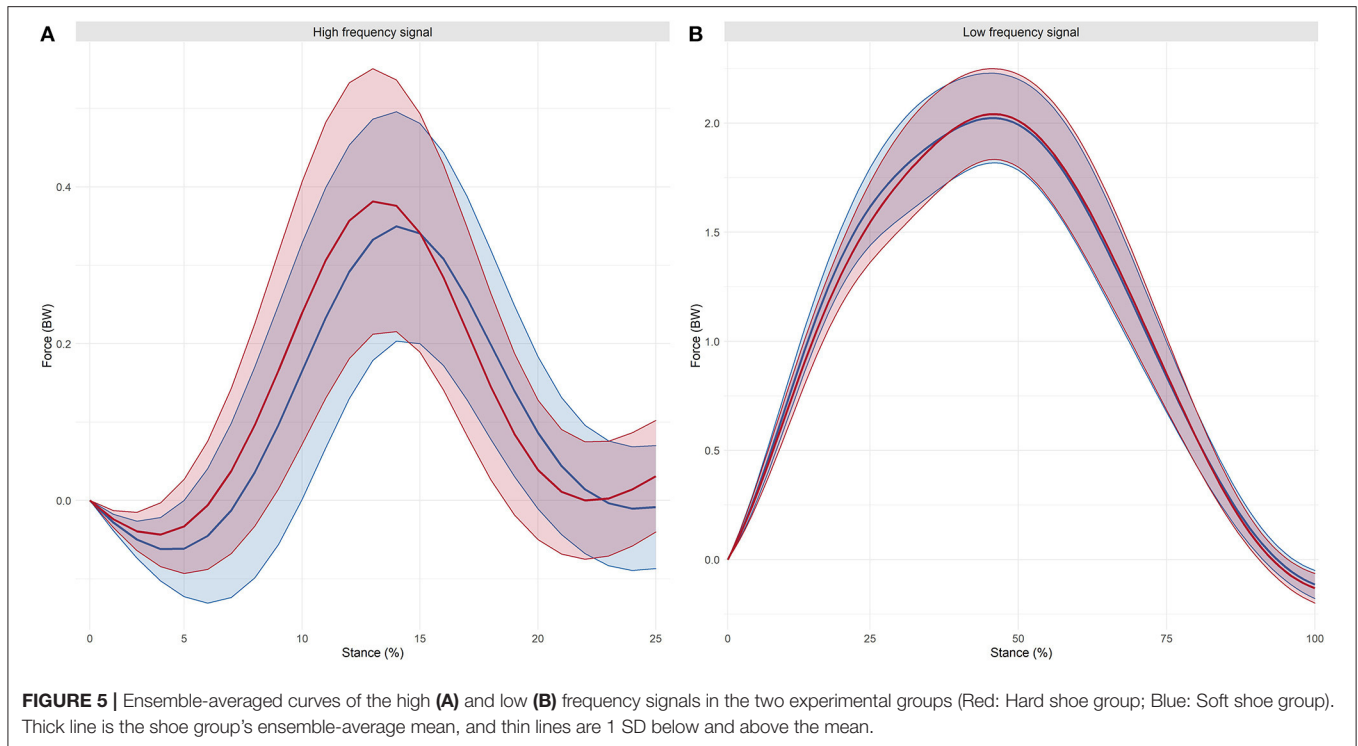 A
High frequency signal
Force (BW)
0.4
0.2
0.0
0
5
10
15
20
25
Stance (%)
B
Low frequency signal
Force (BW)
2.0
1.5
1.0
0.5
0.0
0
25
50
75
100
Stance (%)
FIGURE 5 | Ensemble-averaged curves of the high (A) and low (B) frequency signals in the two experimental groups (Red: Hard shoe group; Blue: Soft shoe group).
Thick line is the shoe group's ensemble-average mean, and thin lines are 1 SD below and above the mean.